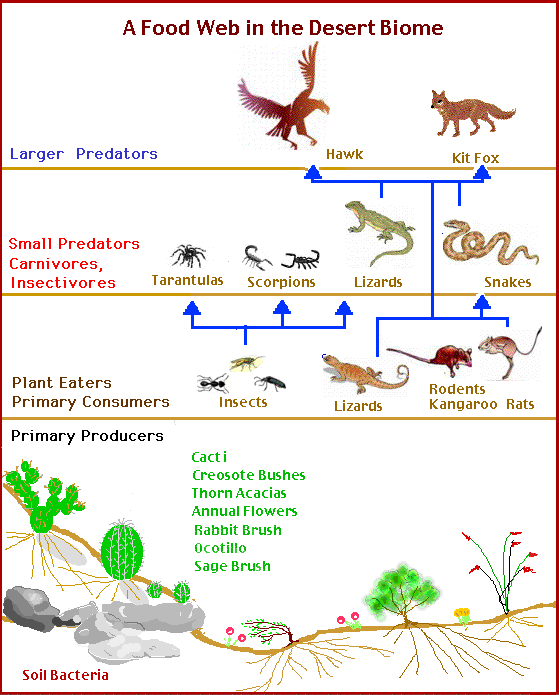 A Food Web in the Desert Biome
Larger Predators
Hawk
Kit Fox
Small Predators
Carnivores,
Insectivores
Tarantulas
Scorpions
Lizards
Snakes
Plant Eaters
Primary Consumers
Insects
Lizards
Rodents
Kangaroo Rats
Primary Producers
Cacti
Creosote Bushes
Thorn Acacias
Annual Flowers
Rabbit Brush
Ocotillo
Sage Brush
Soil Bacteria